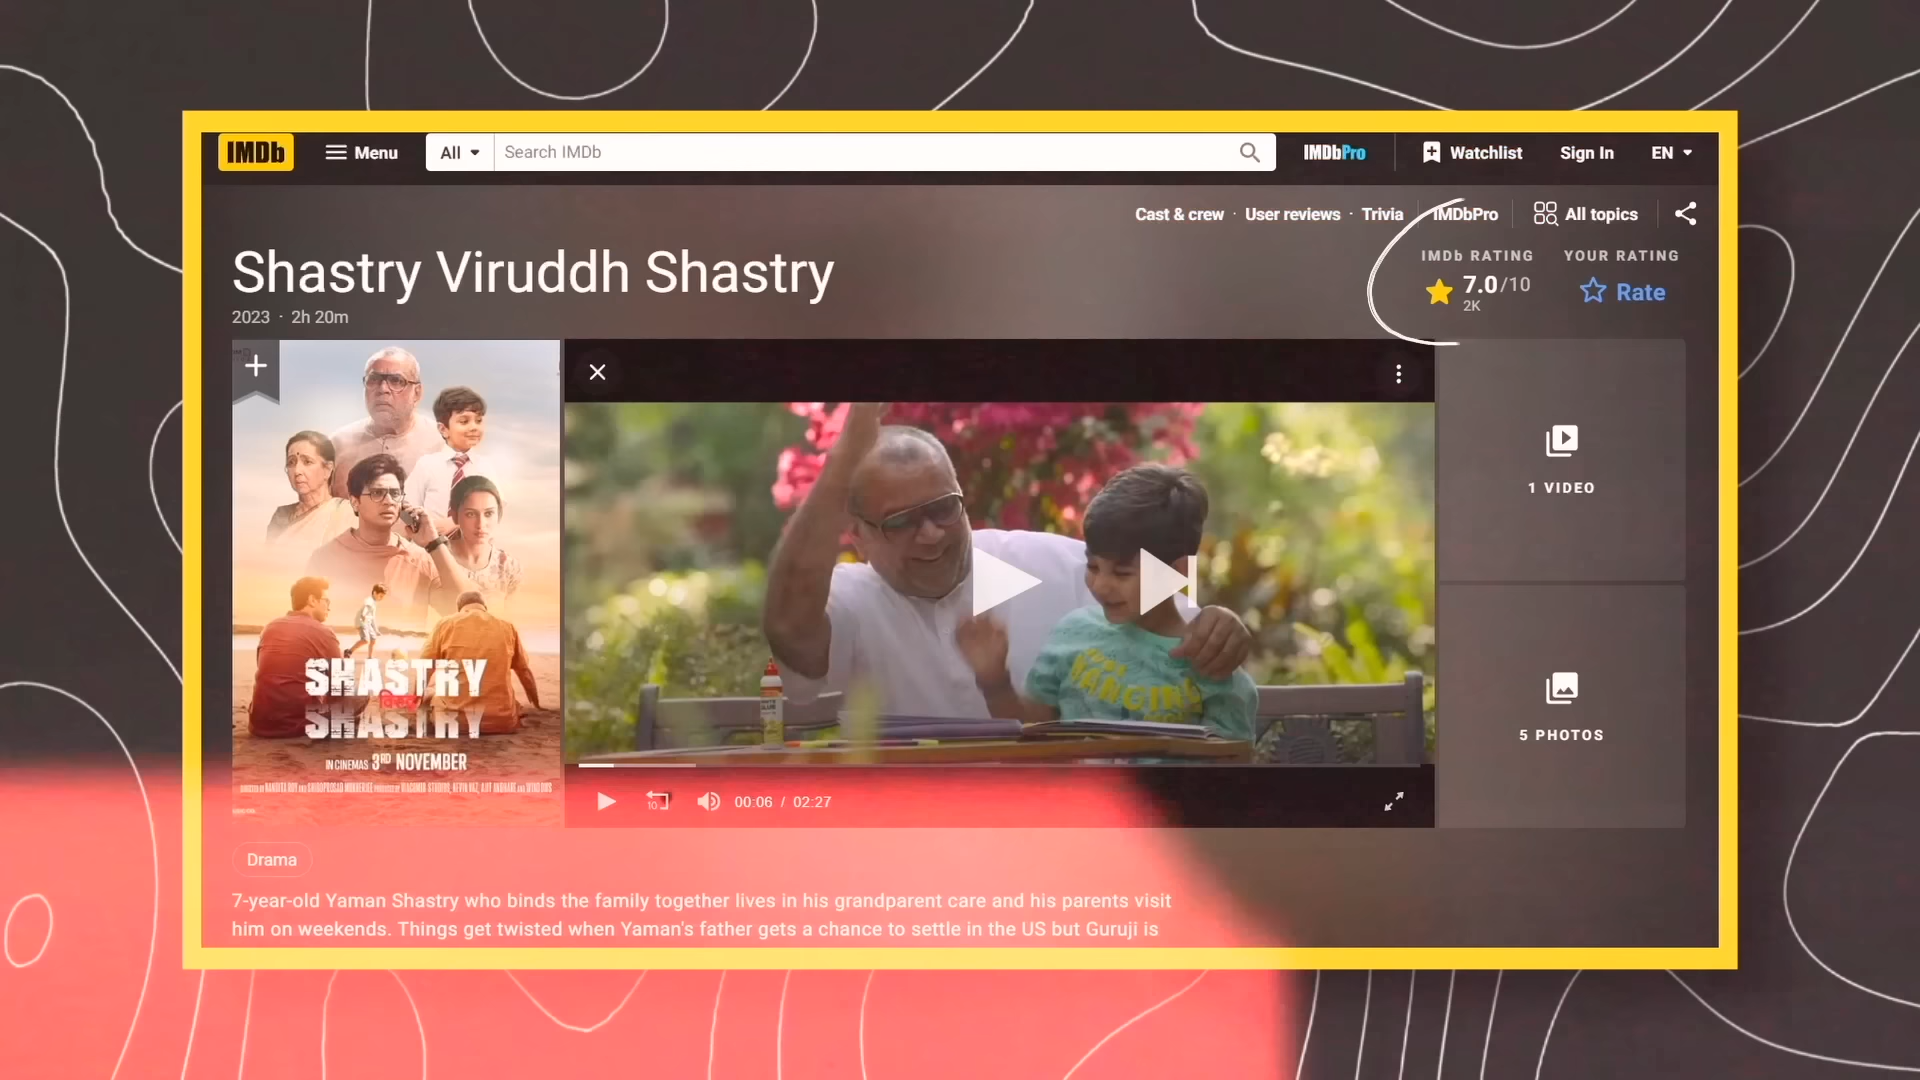 IMDb Menu All Search IMDb IMDbPro Watchlist Sign In EN
Cast & crew · User reviews · Trivia IMDbPro All topics
Shastry Viruddh Shastry
2023 · 2h 20m
IMDb RATING
7.0/10
2K
YOUR RATING
Rate
SHASTRY
विरुद्ध
SHASTRY
IN CINEMAS 3RD NOVEMBER
1 VIDEO
5 PHOTOS
10
00:06 / 02:27
Drama
7-year-old Yaman Shastry who binds the family together lives in his grandparent care and his parents visit
him on weekends. Things get twisted when Yaman's father gets a chance to settle in the US but Guruji is